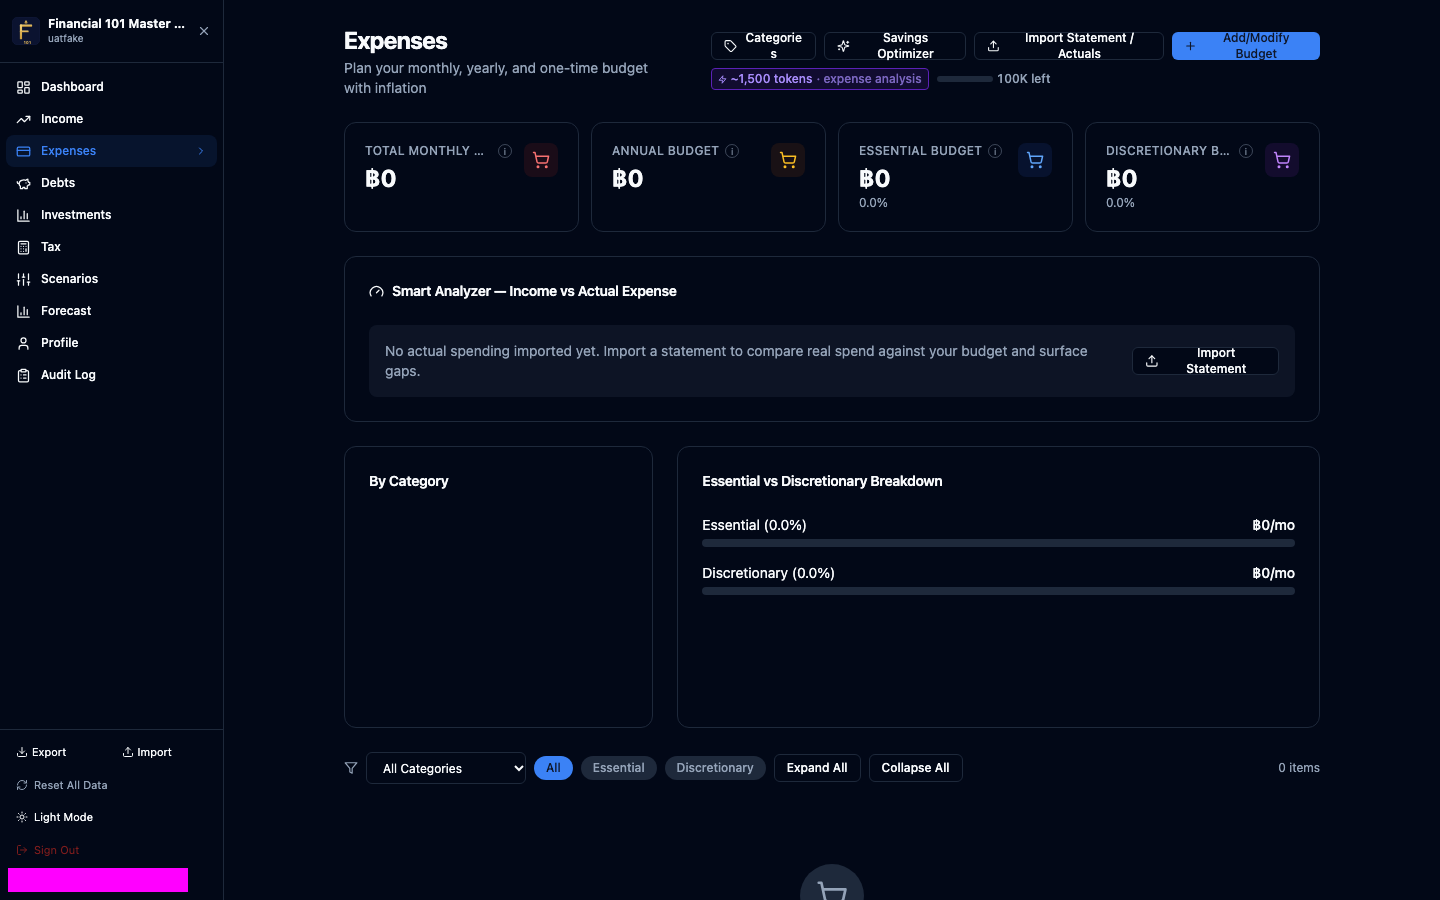 Financial 101 Master ...
uatfake
Dashboard
Income
Expenses
Debts
Investments
Tax
Scenarios
Forecast
Profile
Audit Log
Export
Import
Reset All Data
Light Mode
Sign Out
Expenses
Plan your monthly, yearly, and one-time budget
with inflation
Categorie
s
Savings
Optimizer
Import Statement /
Actuals
Add/Modify
Budget
~1,500 tokens · expense analysis
100K left
TOTAL MONTHLY ...
฿0
ANNUAL BUDGET
฿0
ESSENTIAL BUDGET
฿0
0.0%
DISCRETIONARY B...
฿0
0.0%
Smart Analyzer — Income vs Actual Expense
No actual spending imported yet. Import a statement to compare real spend against your budget and surface
gaps.
Import
Statement
By Category
Essential vs Discretionary Breakdown
Essential (0.0%)
฿0/mo
Discretionary (0.0%)
฿0/mo
All Categories
All
Essential
Discretionary
Expand All
Collapse All
0 items